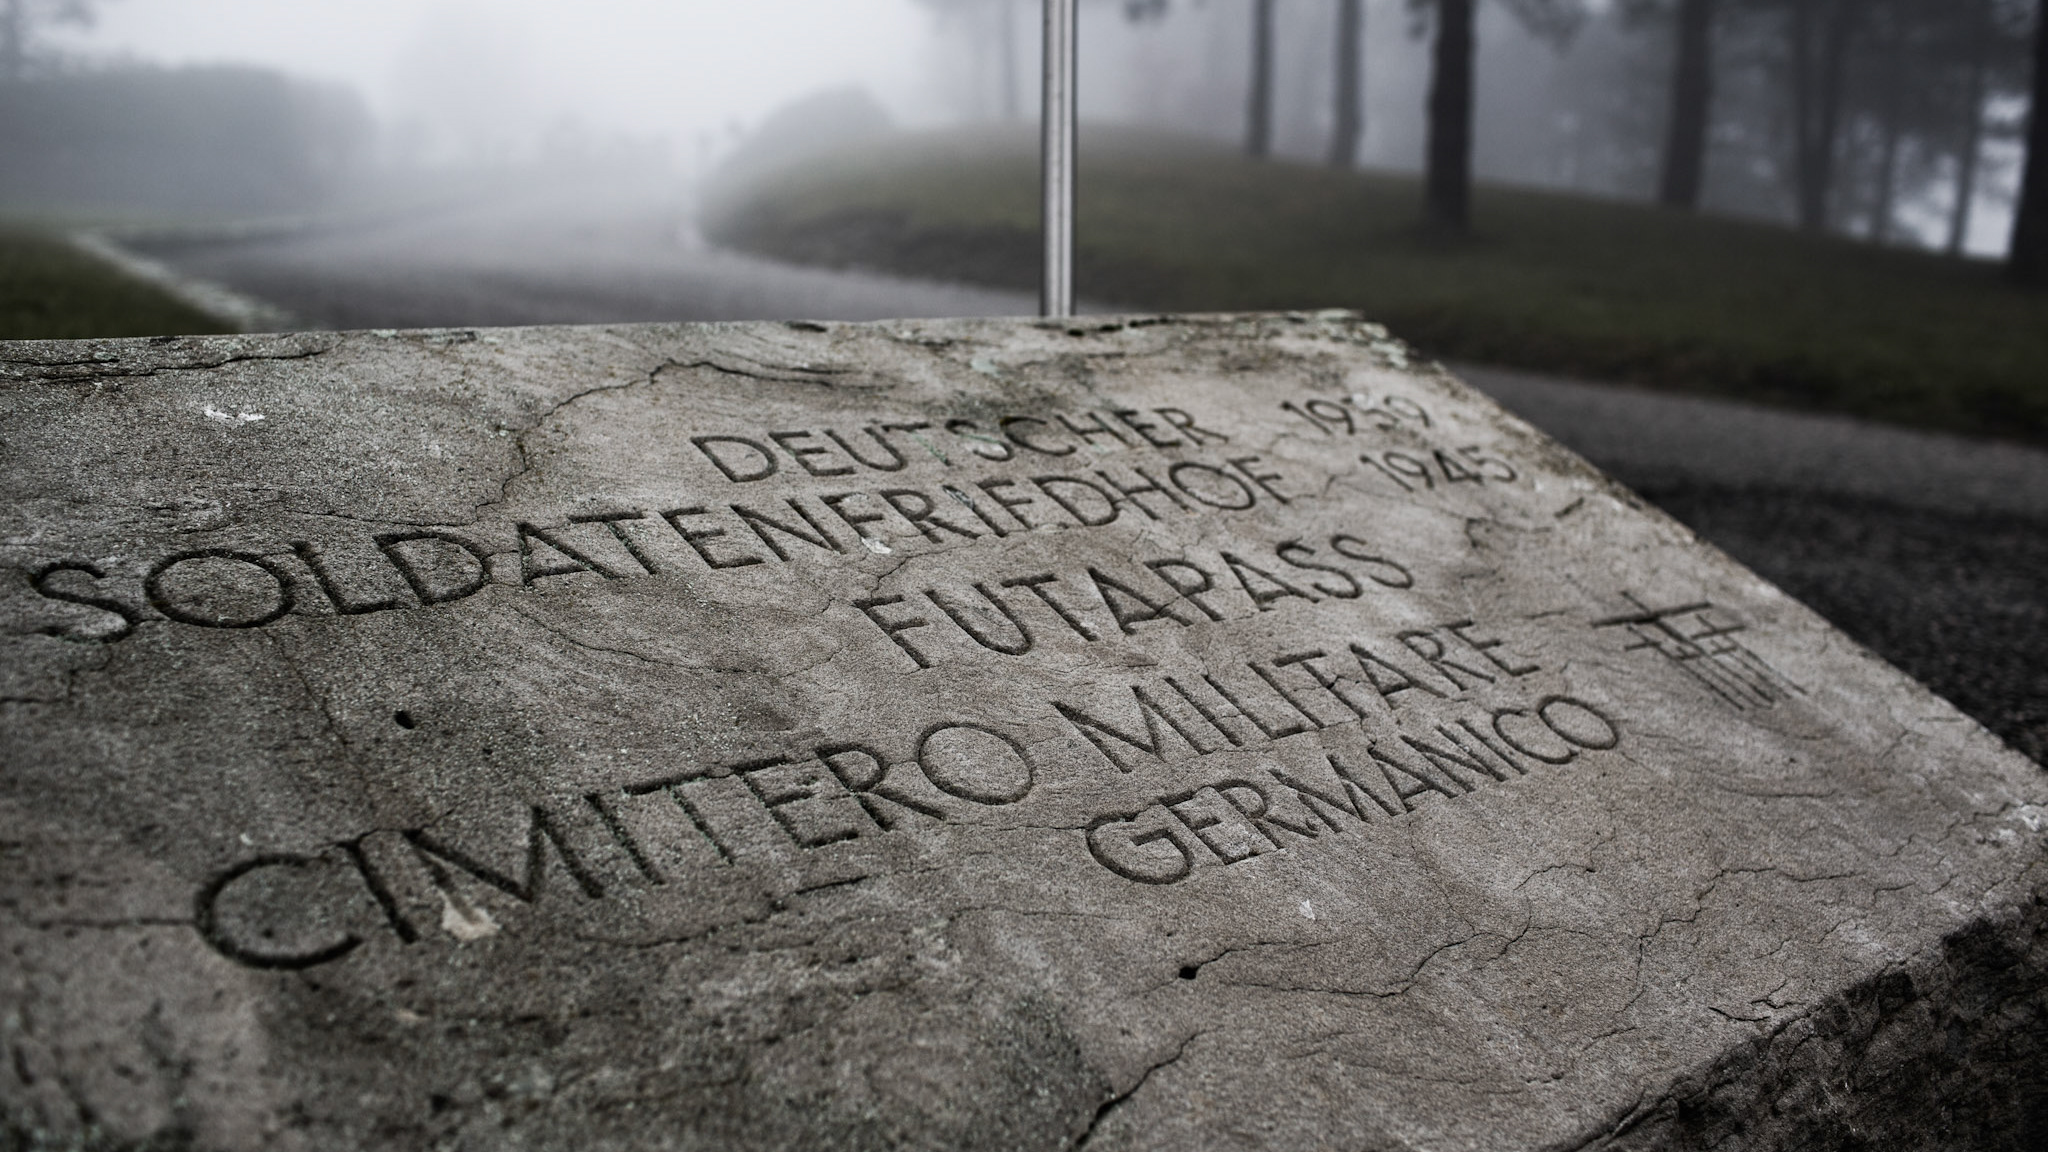 DEUTSCHER 1939
SOLDATENFRIEDHOF 1945
FUTAPASS
CIMITERO MILITARE
GERMANICO